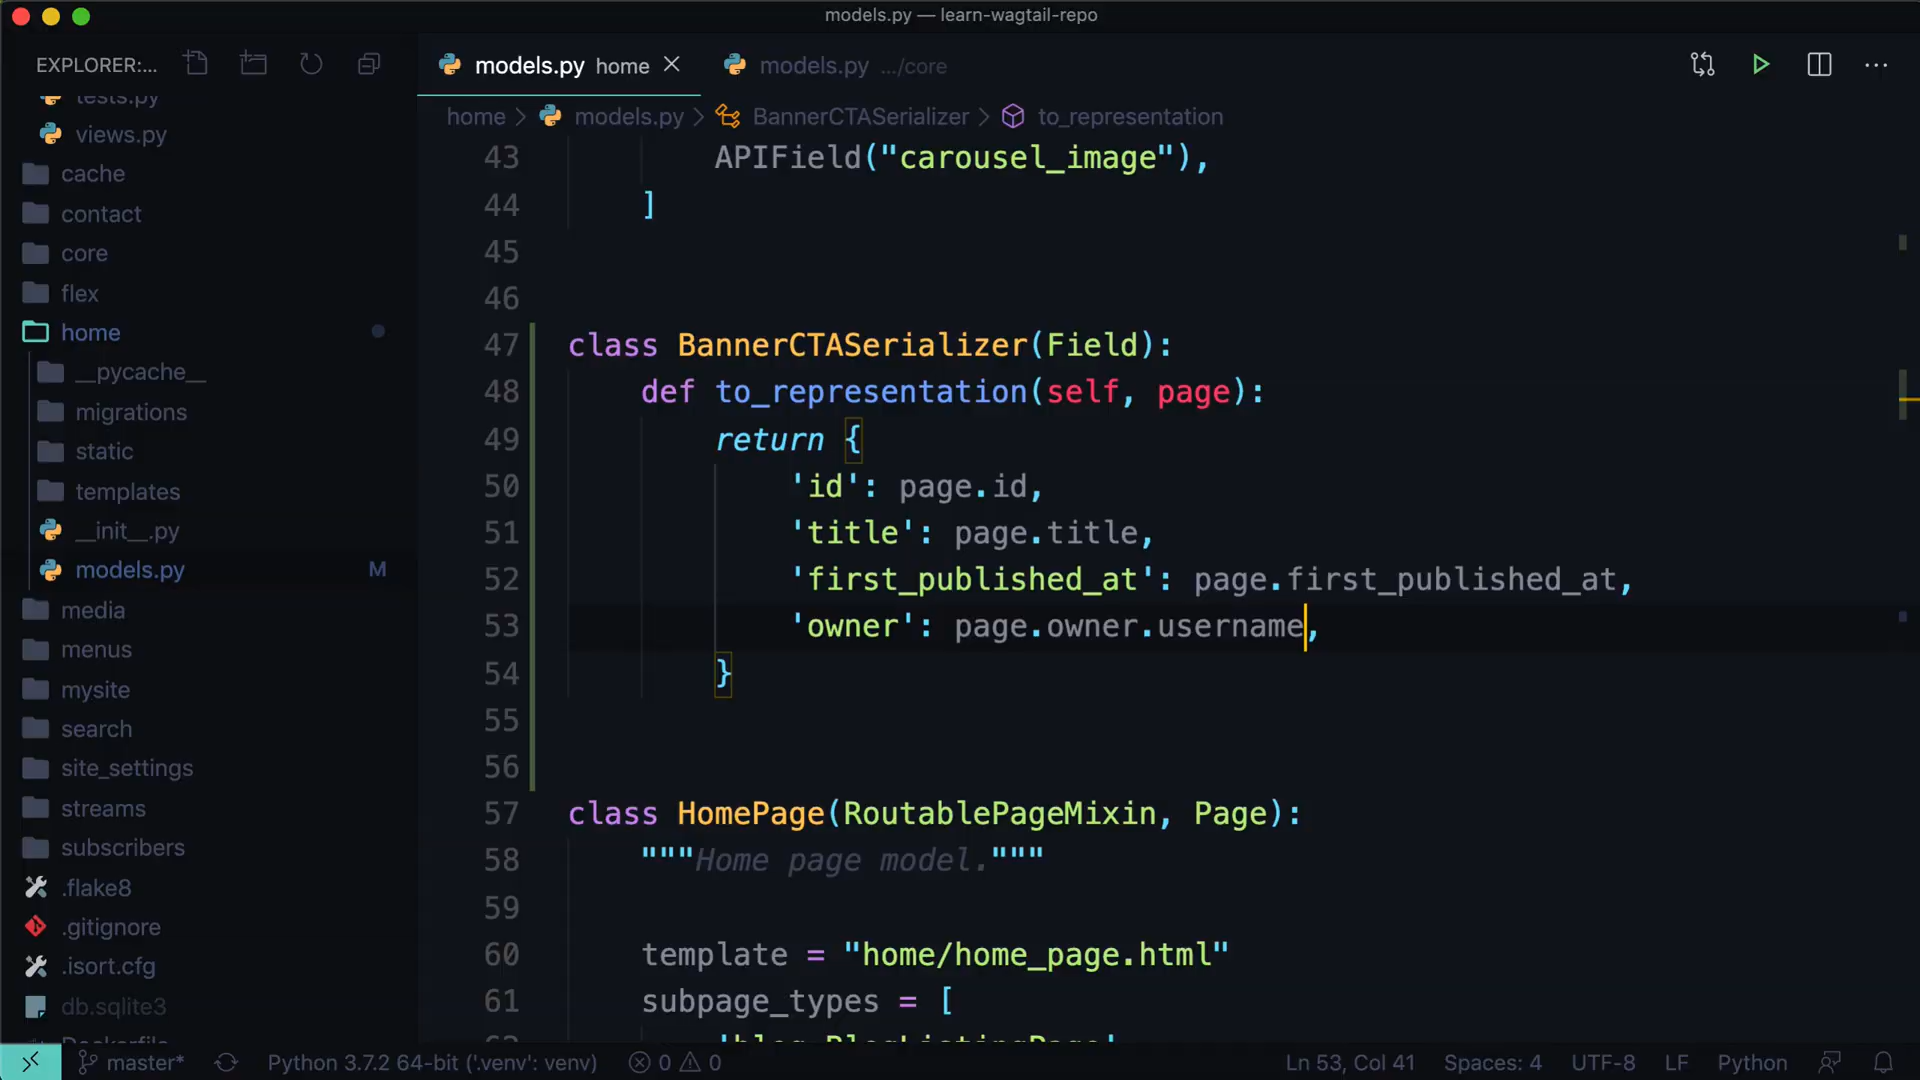 models.py — learn-wagtail-repo
EXPLORER:...
models.py home
models.py .../core
home > models.py > BannerCTASerializer > to_representation
tests.py
views.py
cache
contact
core
flex
home
__pycache__
migrations
static
templates
__init__.py
models.py M
media
menus
mysite
search
site_settings
streams
subscribers
.flake8
.gitignore
.isort.cfg
db.sqlite3
Dockerfile
43 APIField("carousel_image"),
44 ]
45
46
47 class BannerCTASerializer(Field):
48 def to_representation(self, page):
49 return {
50 'id': page.id,
51 'title': page.title,
52 'first_published_at': page.first_published_at,
53 'owner': page.owner.username,
54 }
55
56
57 class HomePage(RoutablePageMixin, Page):
58 """Home page model."""
59
60 template = "home/home_page.html"
61 subpage_types = [
62 'blog.BlogListingPage',
master* Python 3.7.2 64-bit ('.venv': venv) 0 0 Ln 53, Col 41 Spaces: 4 UTF-8 LF Python